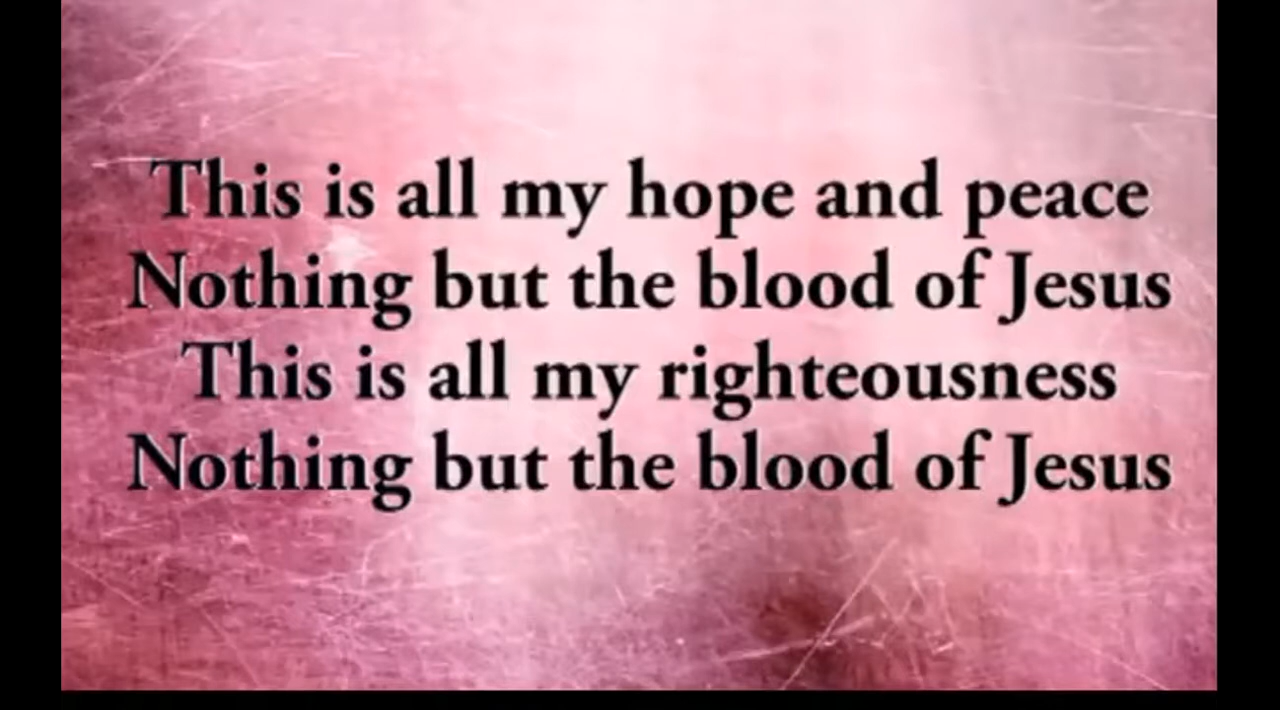 This is all my hope and peace
Nothing but the blood of Jesus
This is all my righteousness
Nothing but the blood of Jesus